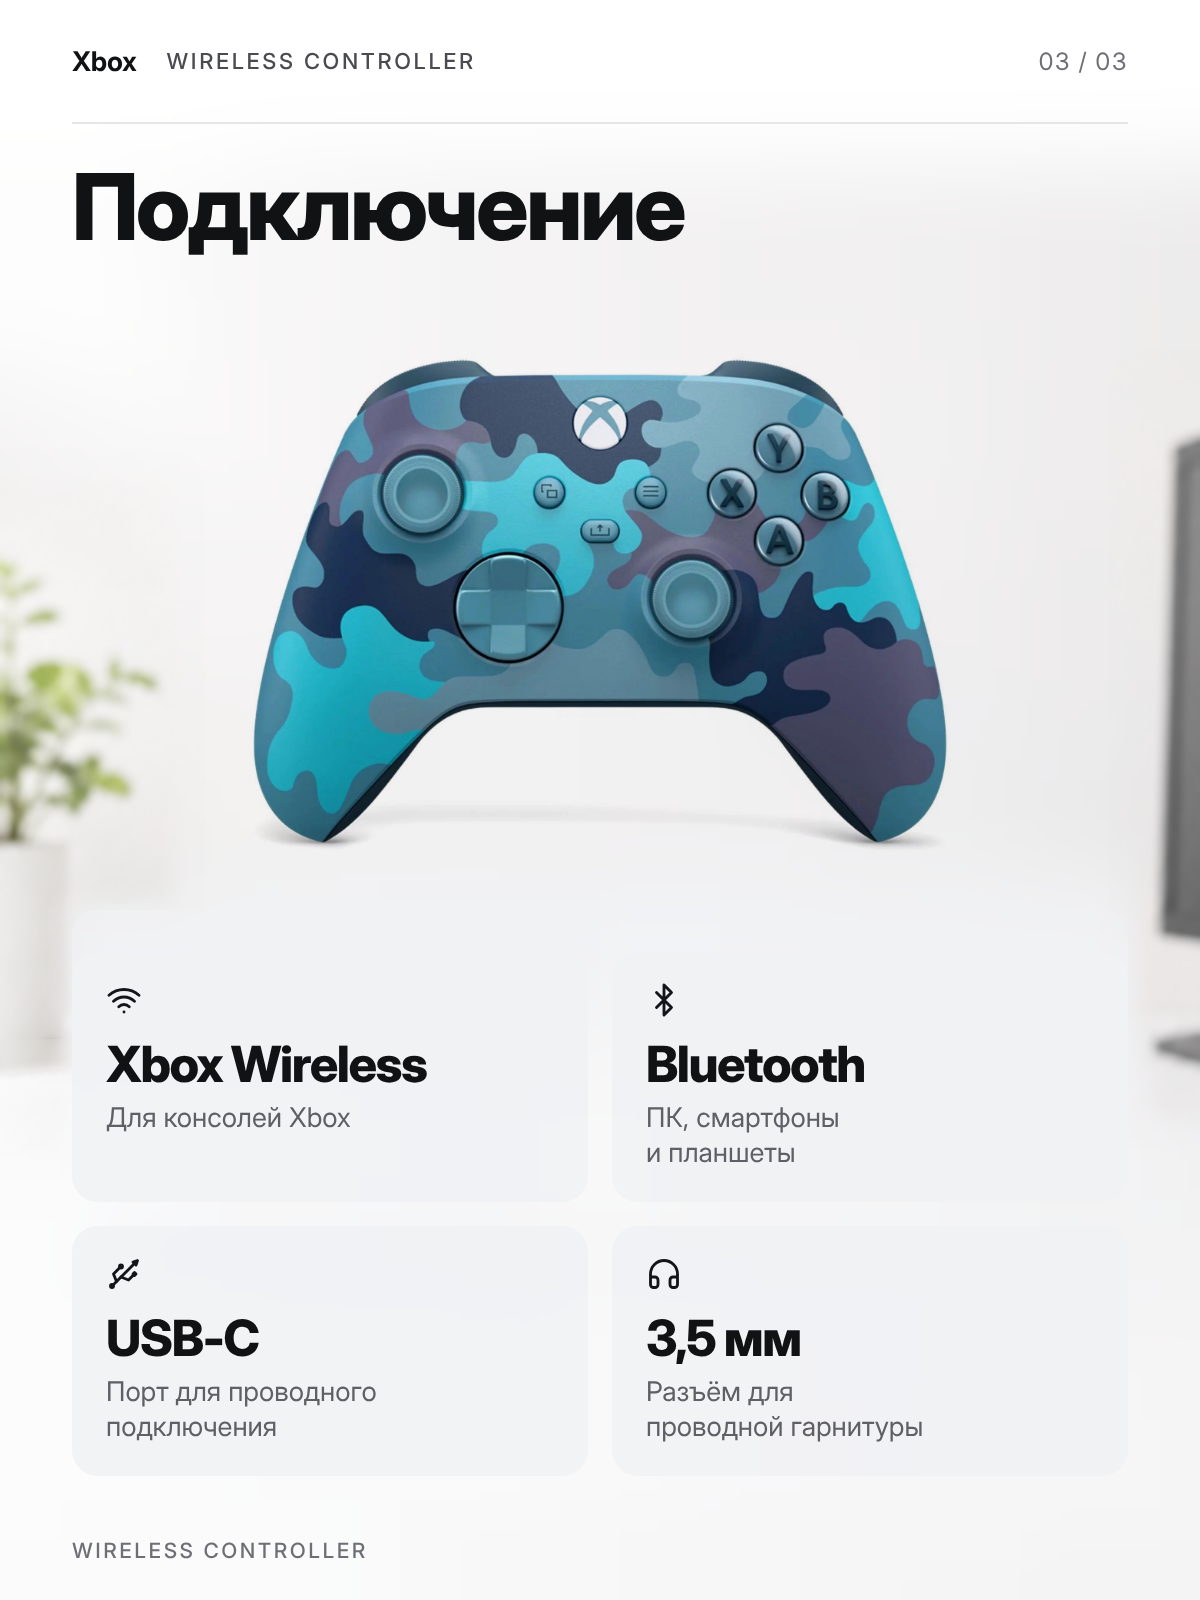 Xbox WIRELESS CONTROLLER 03 / 03
Подключение
Y
X B
A
Xbox Wireless
Для консолей Xbox
Bluetooth
ПК, смартфоны
и планшеты
USB-C
Порт для проводного
подключения
3,5 мм
Разъём для
проводной гарнитуры
WIRELESS CONTROLLER